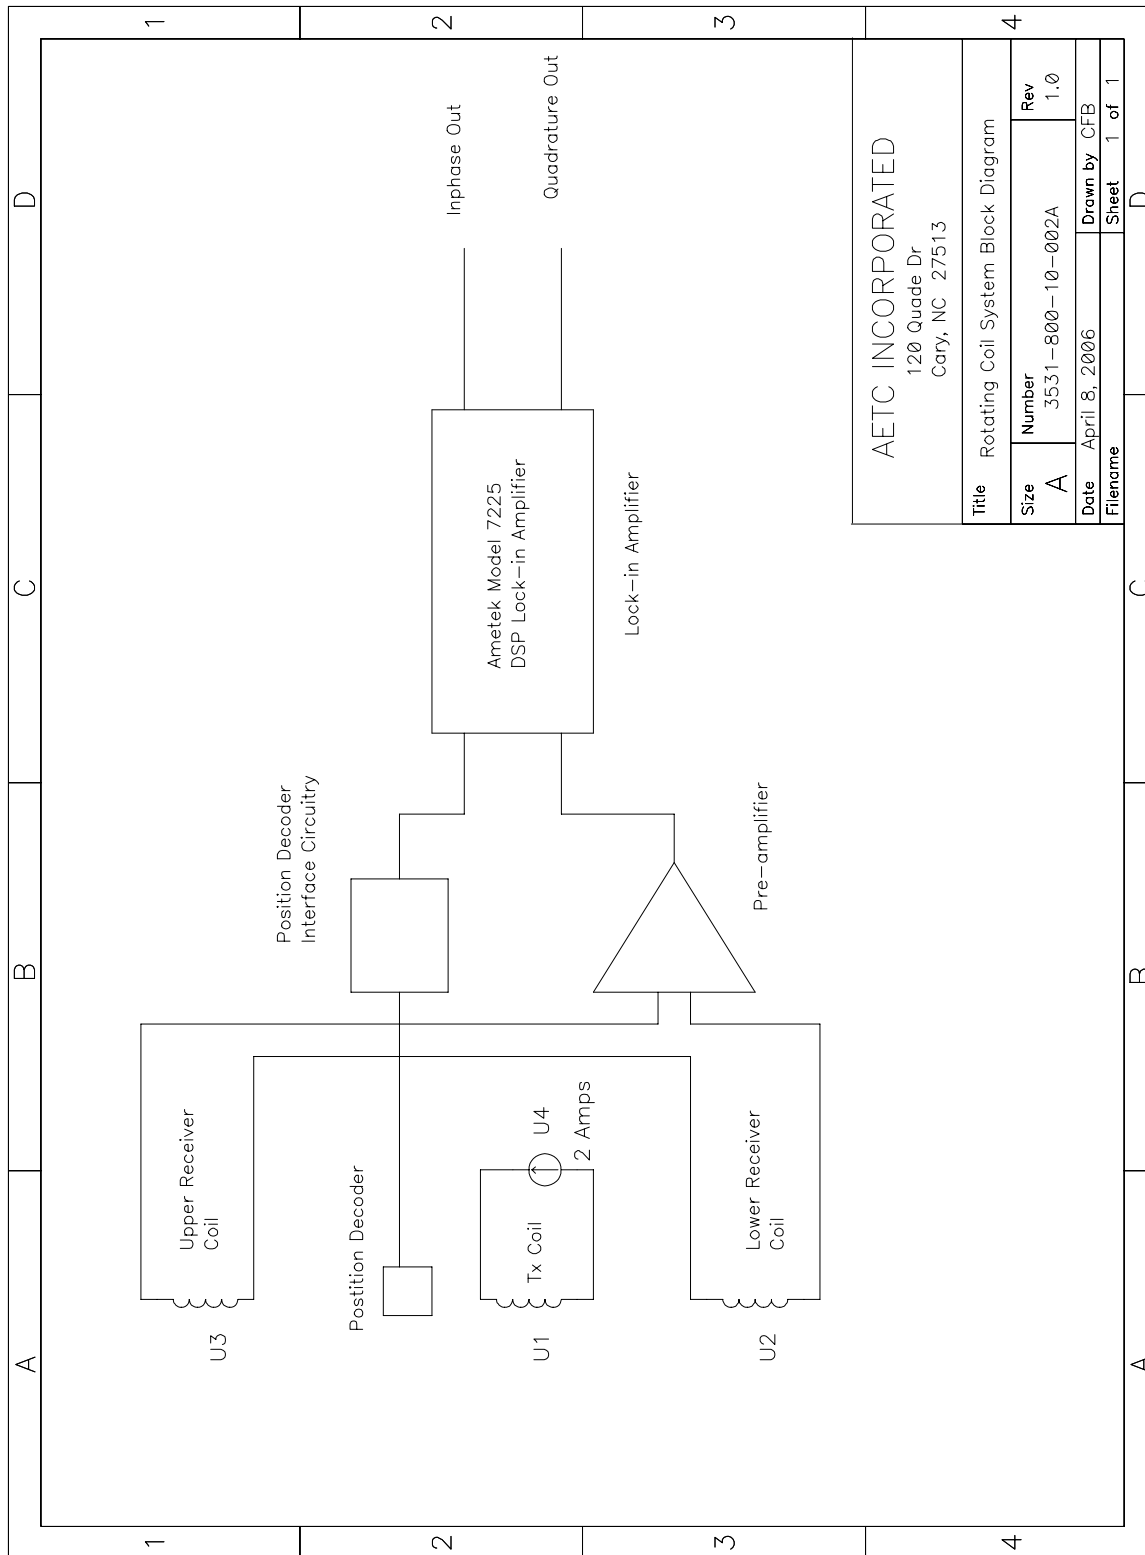 A
B
C
D
1
2
3
4
Upper Receiver
Coil
U3
Position Decoder
Interface Circuitry
Postition Decoder
Tx Coil
U1
U4
2 Amps
Lower Receiver
Coil
U2
Pre-amplifier
Ametek Model 7225
DSP Lock-in Amplifier
Lock-in Amplifier
Inphase Out
Quadrature Out
1
2
3
4
AETC INCORPORATED
120 Quade Dr
Cary, NC 27513
Title Rotating Coil System Block Diagram
Size Number Rev
A 3531-800-10-002A 1.0
Date April 8, 2006 Drawn by CFB
Filename Sheet 1 of 1
A
B
C
D